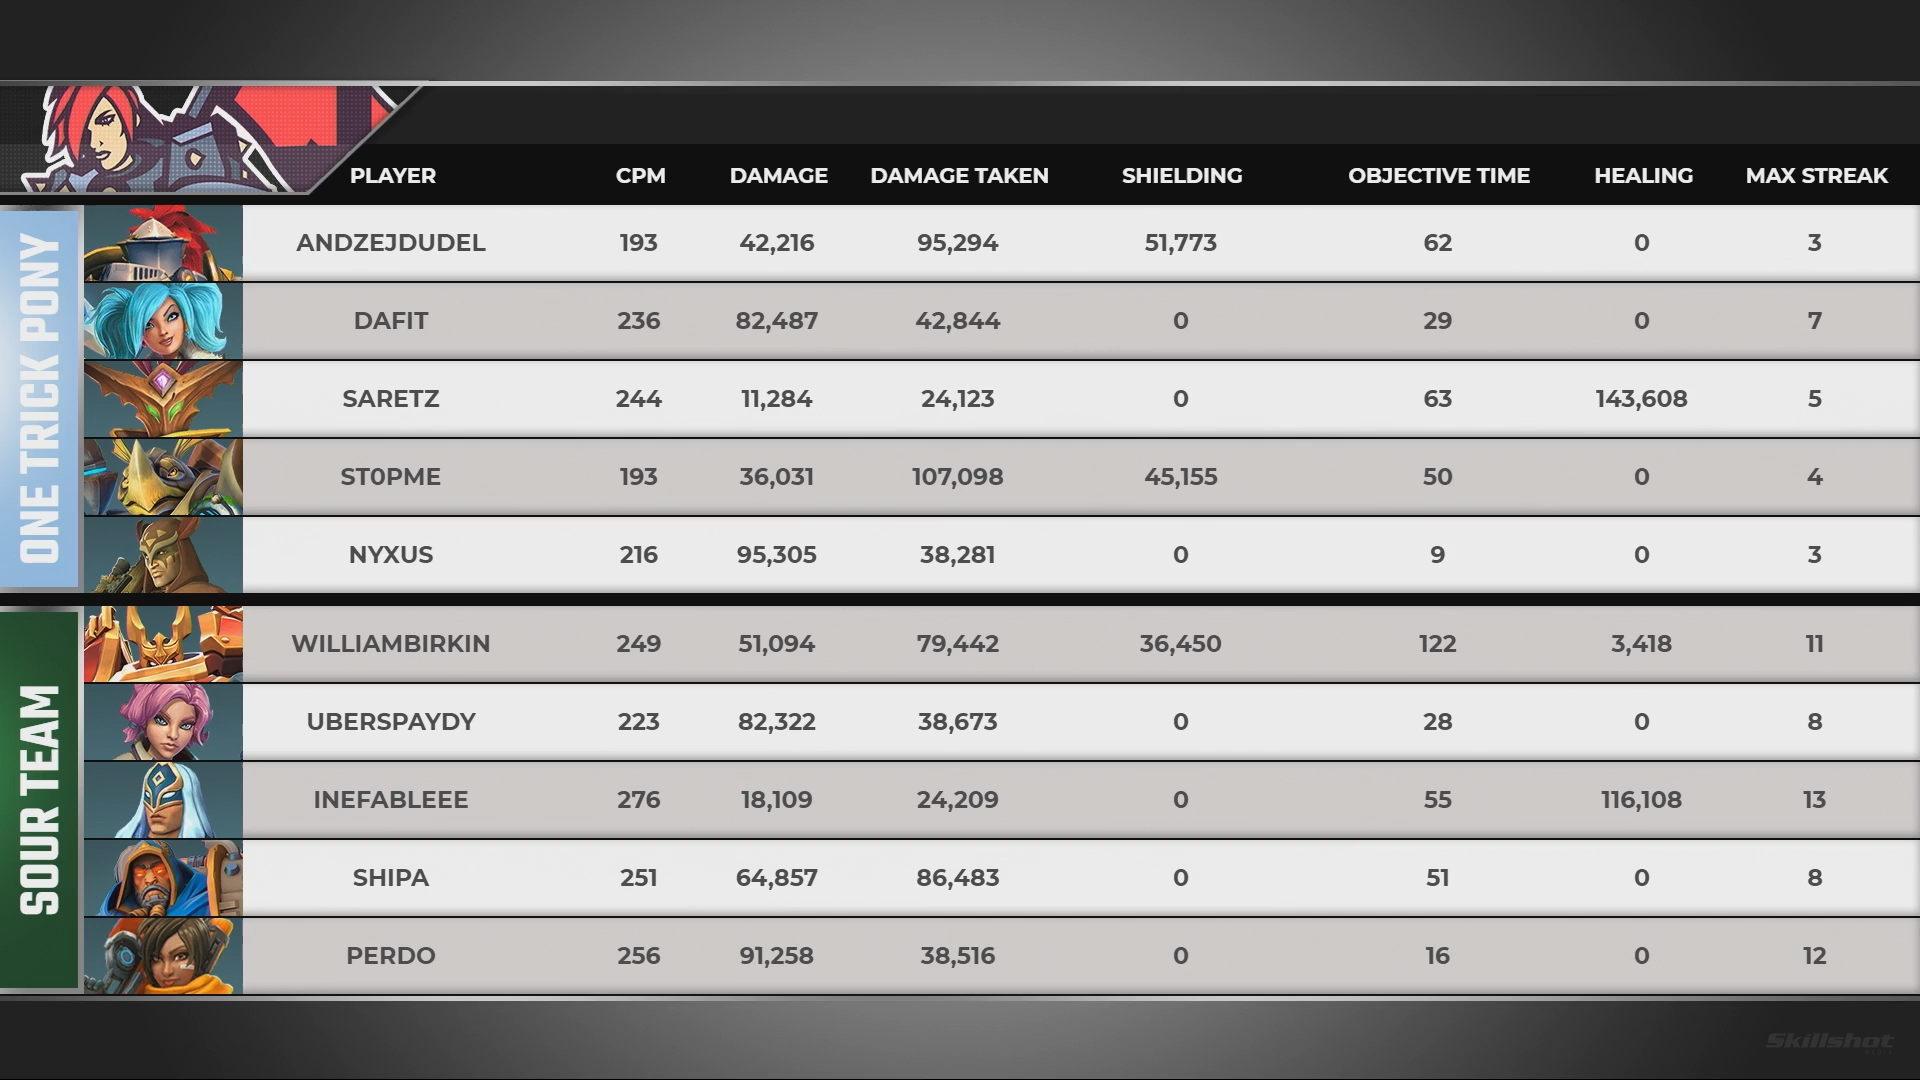 PLAYER CPM DAMAGE DAMAGE TAKEN SHIELDING OBJECTIVE TIME HEALING MAX STREAK
ONE TRICK PONY
ANDZEJDUDEL 193 42,216 95,294 51,773 62 0 3
DAFIT 236 82,487 42,844 0 29 0 7
SARETZ 244 11,284 24,123 0 63 143,608 5
ST0PME 193 36,031 107,098 45,155 50 0 4
NYXUS 216 95,305 38,281 0 9 0 3
SOUR TEAM
WILLIAMBIRKIN 249 51,094 79,442 36,450 122 3,418 11
UBERSPAYDY 223 82,322 38,673 0 28 0 8
INEFABLEEE 276 18,109 24,209 0 55 116,108 13
SHIPA 251 64,857 86,483 0 51 0 8
PERDO 256 91,258 38,516 0 16 0 12
Skillshot